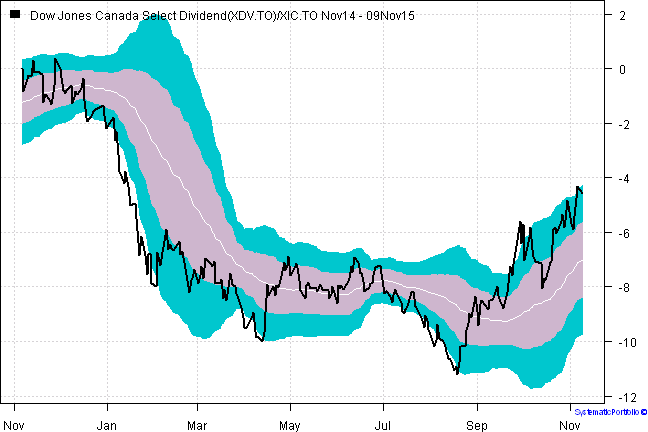 Dow Jones Canada Select Dividend(XDV.TO)/XIC.TO Nov14 - 09Nov15
2
0
-2
-4
-6
-8
-10
-12
Nov Jan Mar May Jul Sep Nov
SystematicPortfolio ©